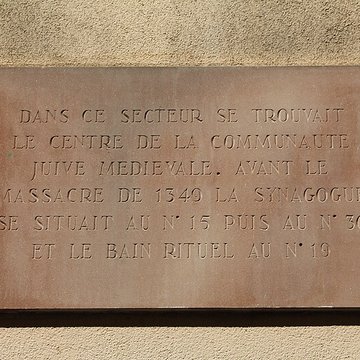 DANS CE SECTEUR SE TROUVAIT
LE CENTRE DE LA COMMUNAUTE
JUIVE MEDIEVALE. AVANT LE
MASSACRE DE 1349 LA SYNAGOGUE
SE SITUAIT AU N° 15 PUIS AU N° 30
ET LE BAIN RITUEL AU N° 19